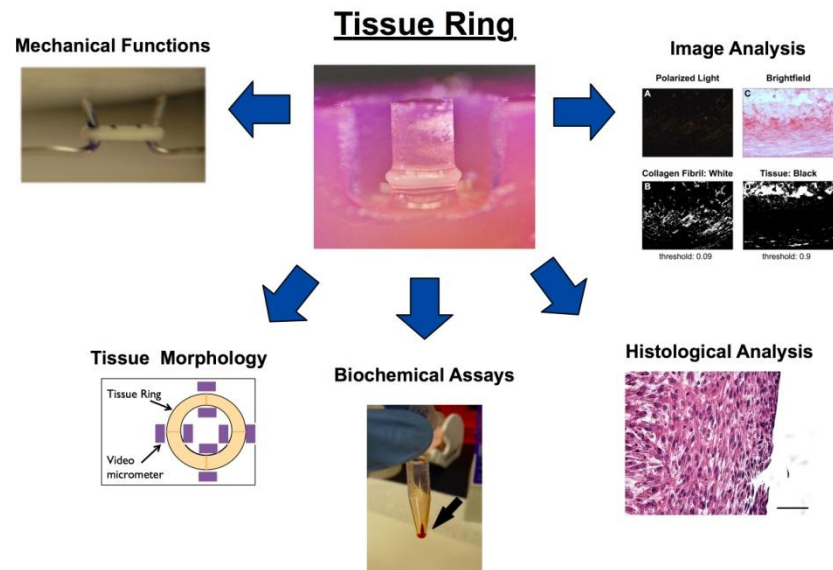 Tissue Ring
Mechanical Functions
Image Analysis
Polarized Light
Brightfield
A
C
Collagen Fibril: White
Tissue: Black
B
threshold: 0.09
threshold: 0.9
Tissue Morphology
Tissue Ring
Video
micrometer
Biochemical Assays
Histological Analysis